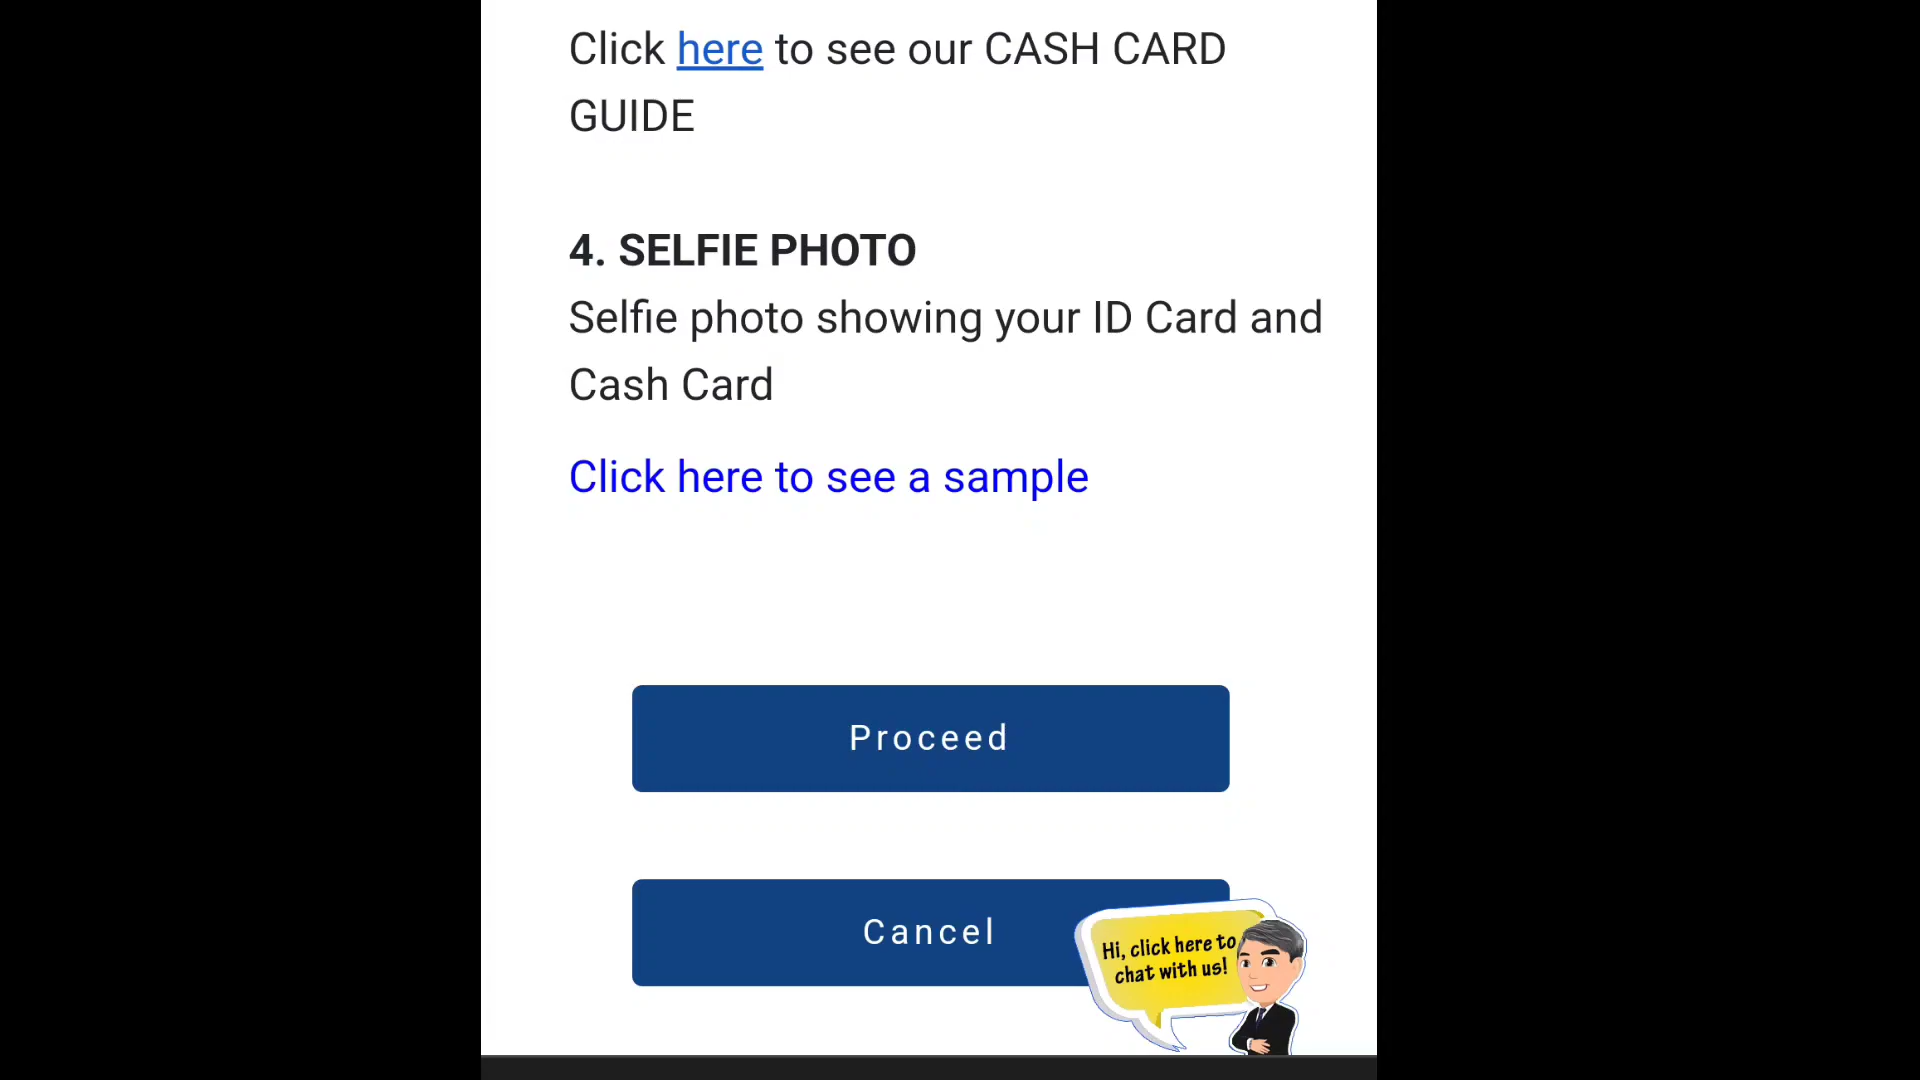 Click here to see our CASH CARD
GUIDE
4. SELFIE PHOTO
Selfie photo showing your ID Card and
Cash Card
Click here to see a sample
Proceed
Cancel
Hi, click here to
chat with us!